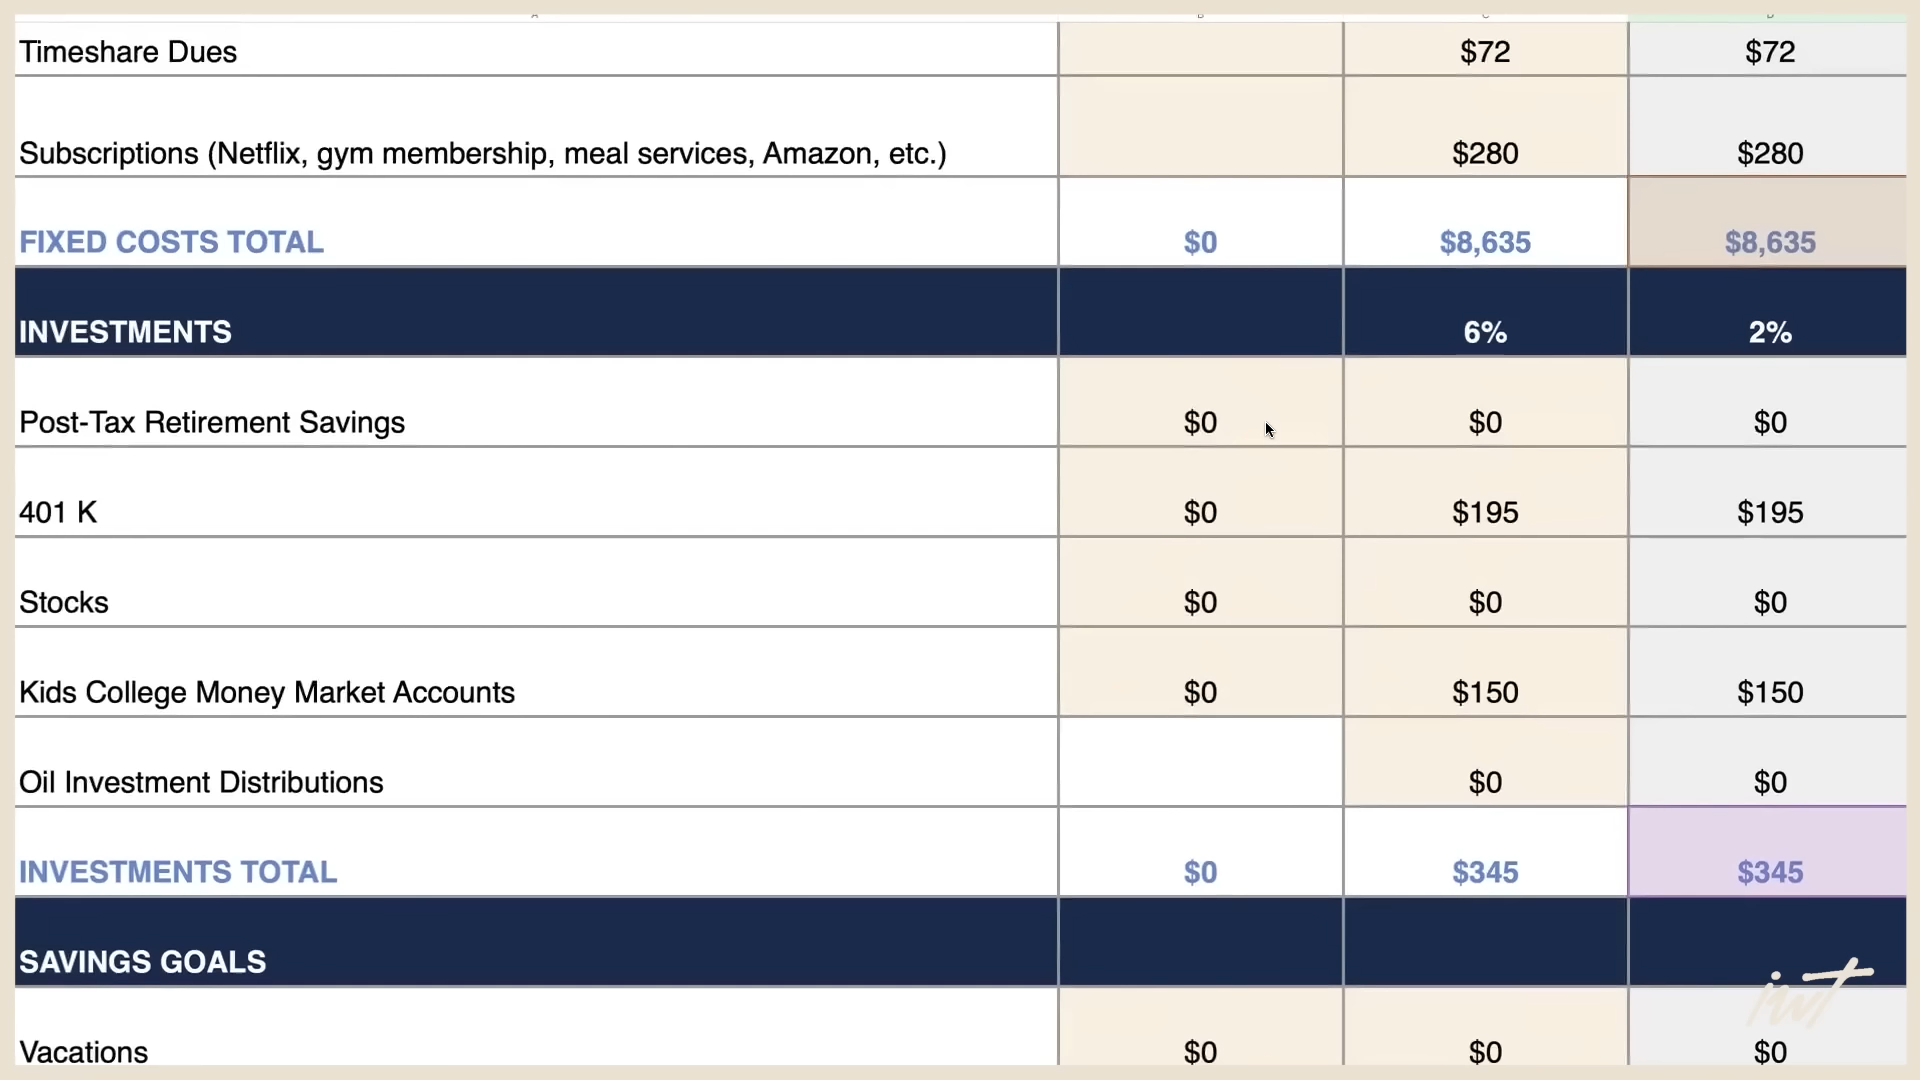 A B C D
Timeshare Dues $72 $72
Subscriptions (Netflix, gym membership, meal services, Amazon, etc.) $280 $280
FIXED COSTS TOTAL $0 $8,635 $8,635
INVESTMENTS 6% 2%
Post-Tax Retirement Savings $0 $0 $0
401 K $0 $195 $195
Stocks $0 $0 $0
Kids College Money Market Accounts $0 $150 $150
Oil Investment Distributions $0 $0
INVESTMENTS TOTAL $0 $345 $345
SAVINGS GOALS
iwt
Vacations $0 $0 $0